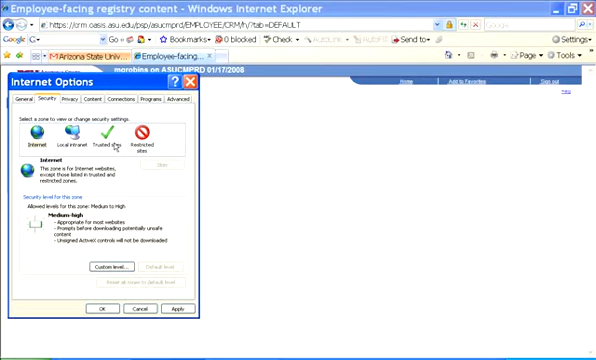 Employee-facing registry content - Windows Internet Explorer
https://crm.oasis.asu.edu/psp/asucmprd/EMPLOYEE/CRM/h/?tab=DEFAULT
Go Bookmarks 0 blocked Check AutoLink AutoFill Send to Settings
Arizona State Univ... Employee-facing regist... Page Tools
mgrobins on ASUCMPRD 01/17/2008
Home Add to Favorites Sign out
Help
Internet Options
General Security Privacy Content Connections Programs Advanced
Select a zone to view or change security settings.
Internet Local intranet Trusted sites Restricted
sites
Internet
Sites
This zone is for Internet websites,
except those listed in trusted and
restricted zones.
Security level for this zone
Allowed levels for this zone: Medium to High
Medium-high
- Appropriate for most websites
- Prompts before downloading potentially unsafe
content
- Unsigned ActiveX controls will not be downloaded
Custom level... Default level
Reset all zones to default level
OK Cancel Apply